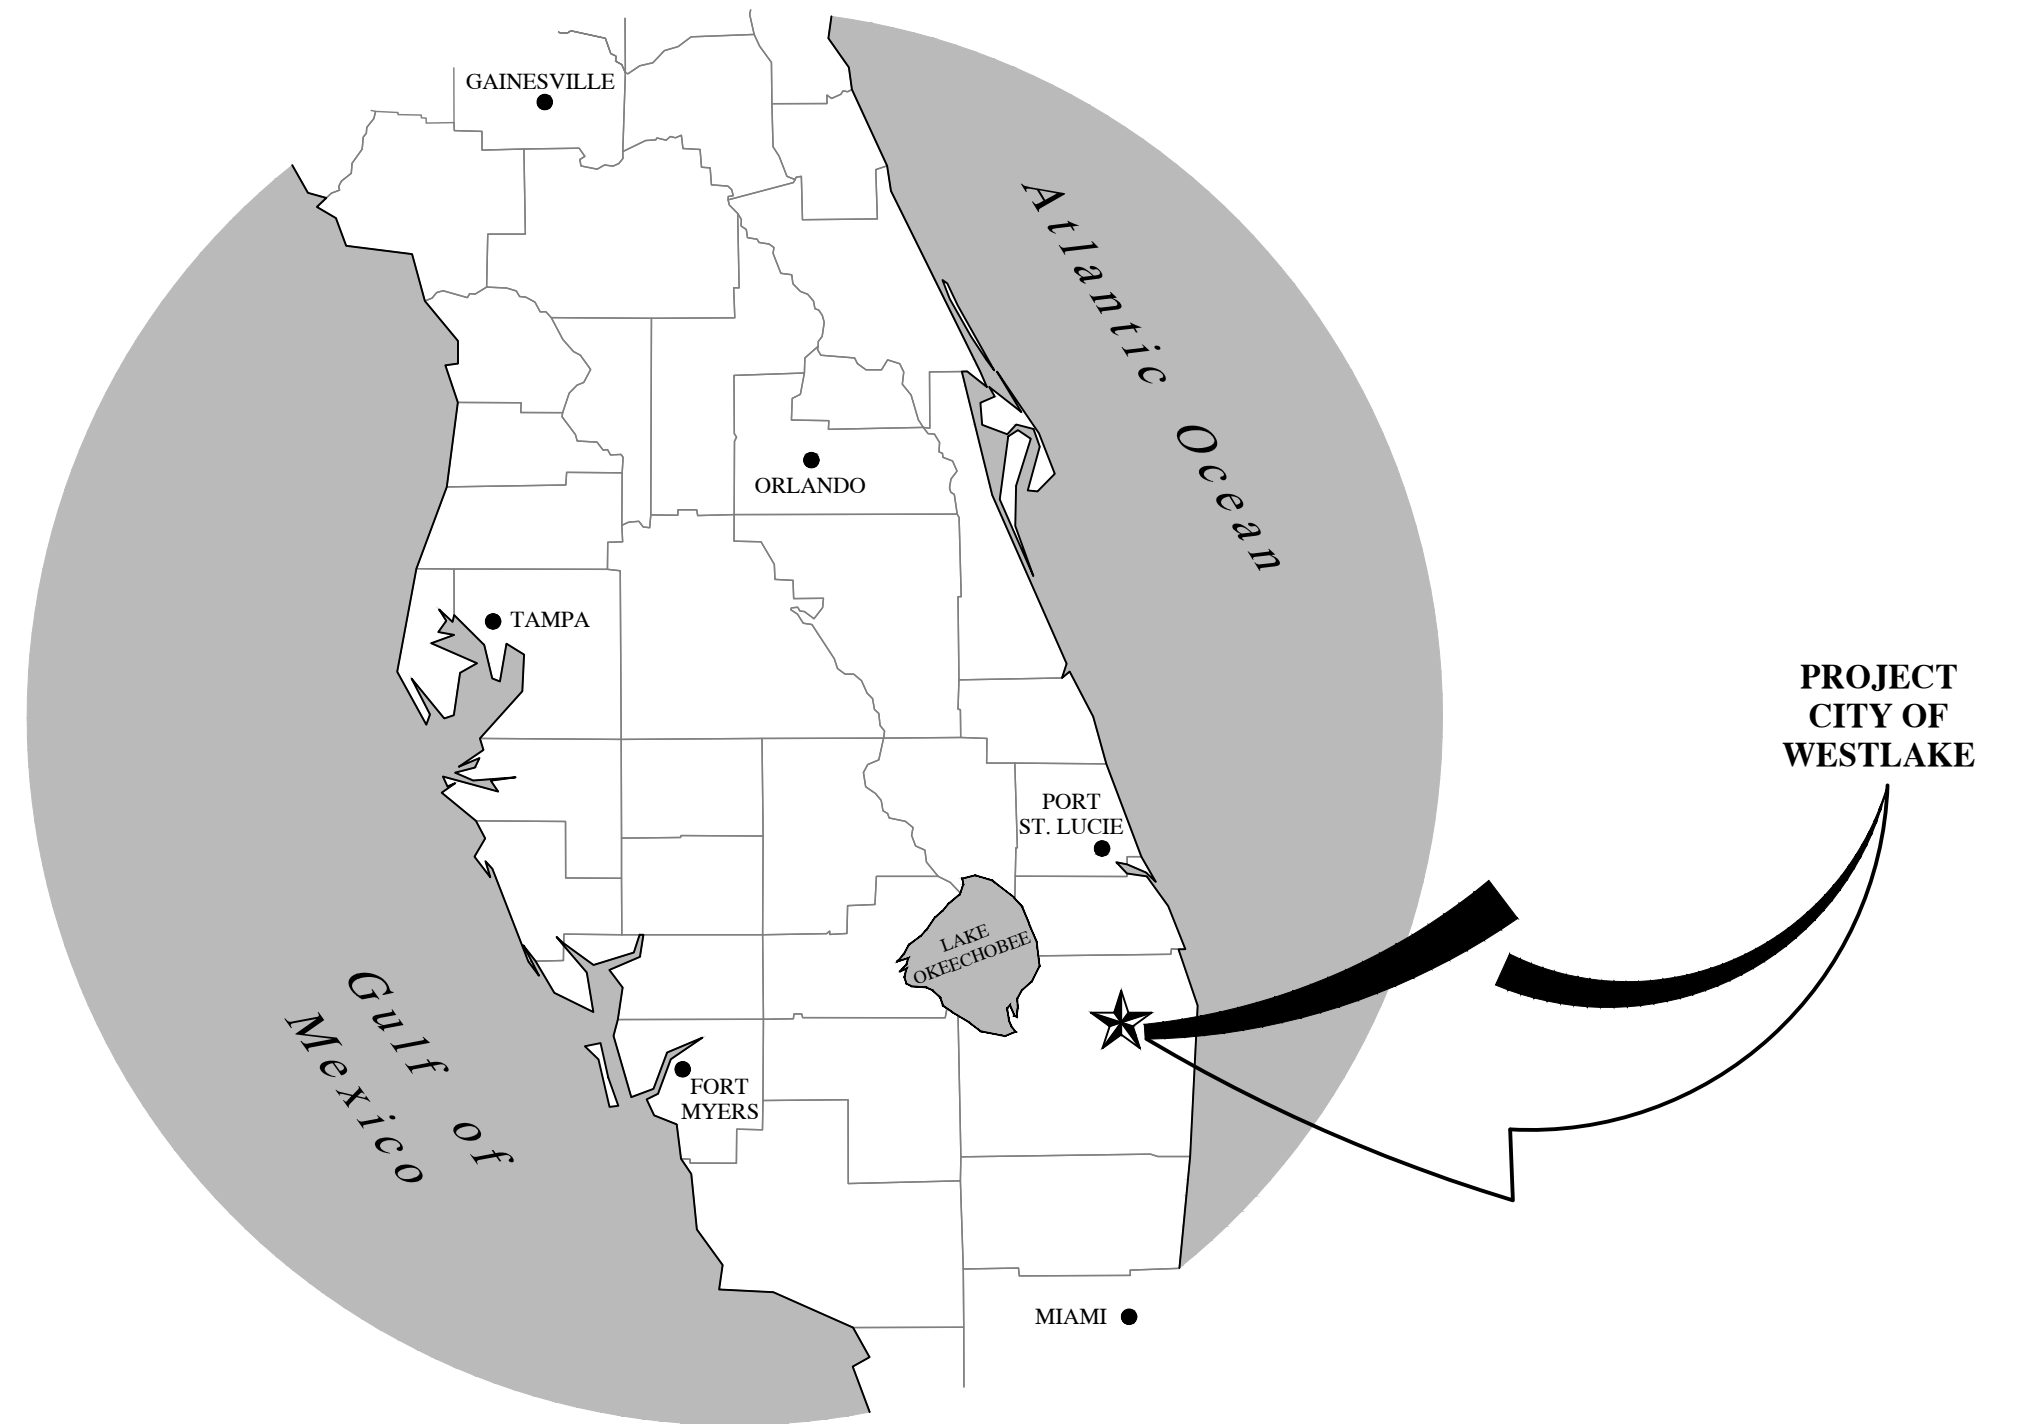 GAINESVILLE
Atlantic Ocean
ORLANDO
TAMPA
PROJECT
CITY OF
WESTLAKE
PORT
ST. LUCIE
LAKE
OKEECHOBEE
Gulf of
Mexico
FORT
MYERS
MIAMI